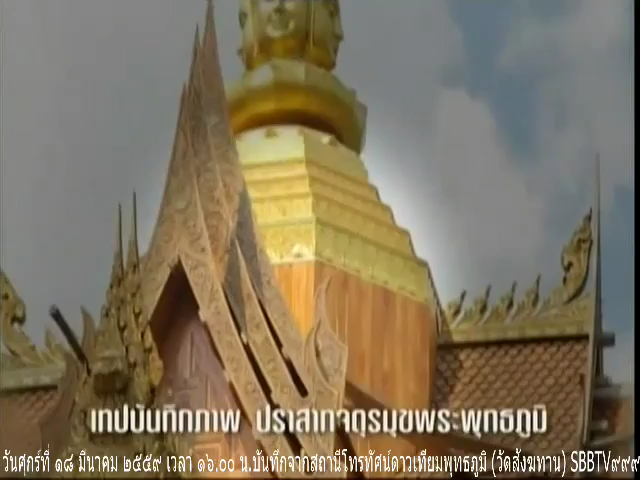 เทปบันทึกภาพ ปราสาทจตุรมุขพระพุทธภูมิ
วันศุกร์ที่ ๑๘ มีนาคม ๒๕๕๙ เวลา ๑๖.๐๐ น.บันทึกจากสถานีโทรทัศน์ดาวเทียมพุทธภูมิ (วัดสังฆทาน) SBBTV๙๙๙